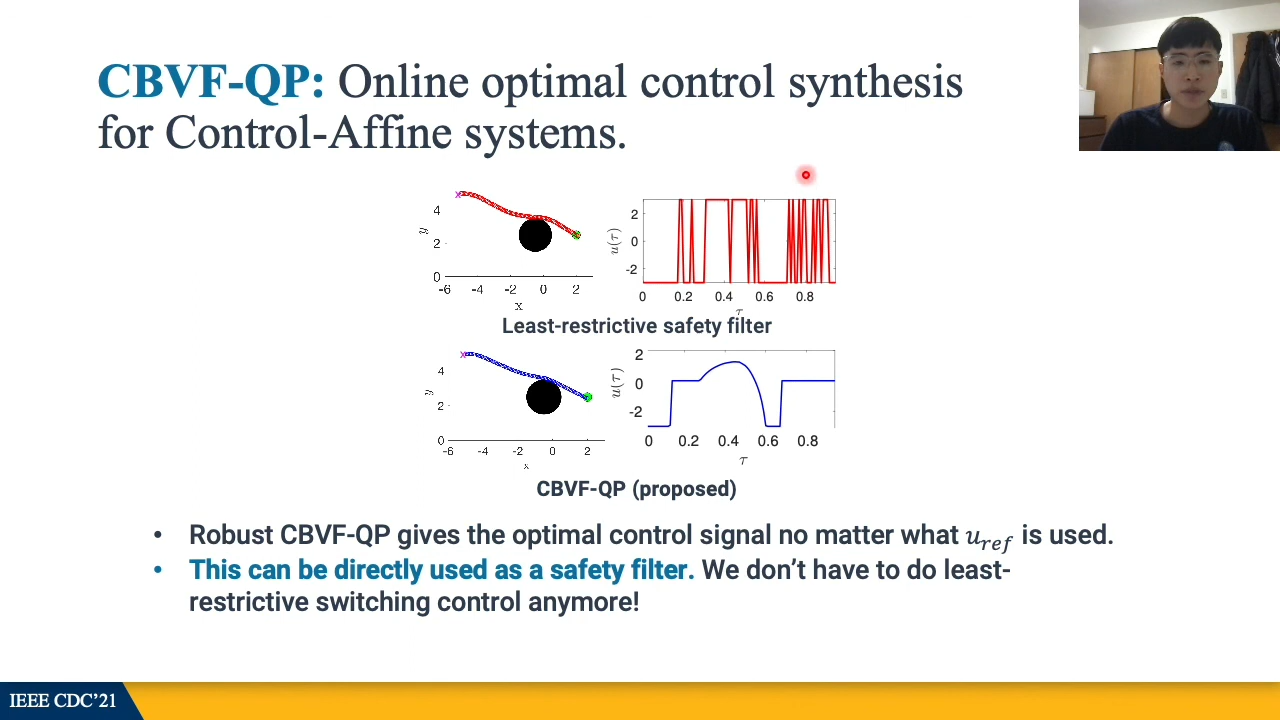 CBVF-QP: Online optimal control synthesis
for Control-Affine systems.
4
2
0
y
-6 -4 -2 0 2
x
2
0
-2
u(τ)
0 0.2 0.4 0.6 0.8
τ
Least-restrictive safety filter
4
2
0
y
-6 -4 -2 0 2
x
2
0
-2
u(τ)
0 0.2 0.4 0.6 0.8
τ
CBVF-QP (proposed)
• Robust CBVF-QP gives the optimal control signal no matter what u_ref is used.
• This can be directly used as a safety filter. We don’t have to do least-
restrictive switching control anymore!
IEEE CDC’21